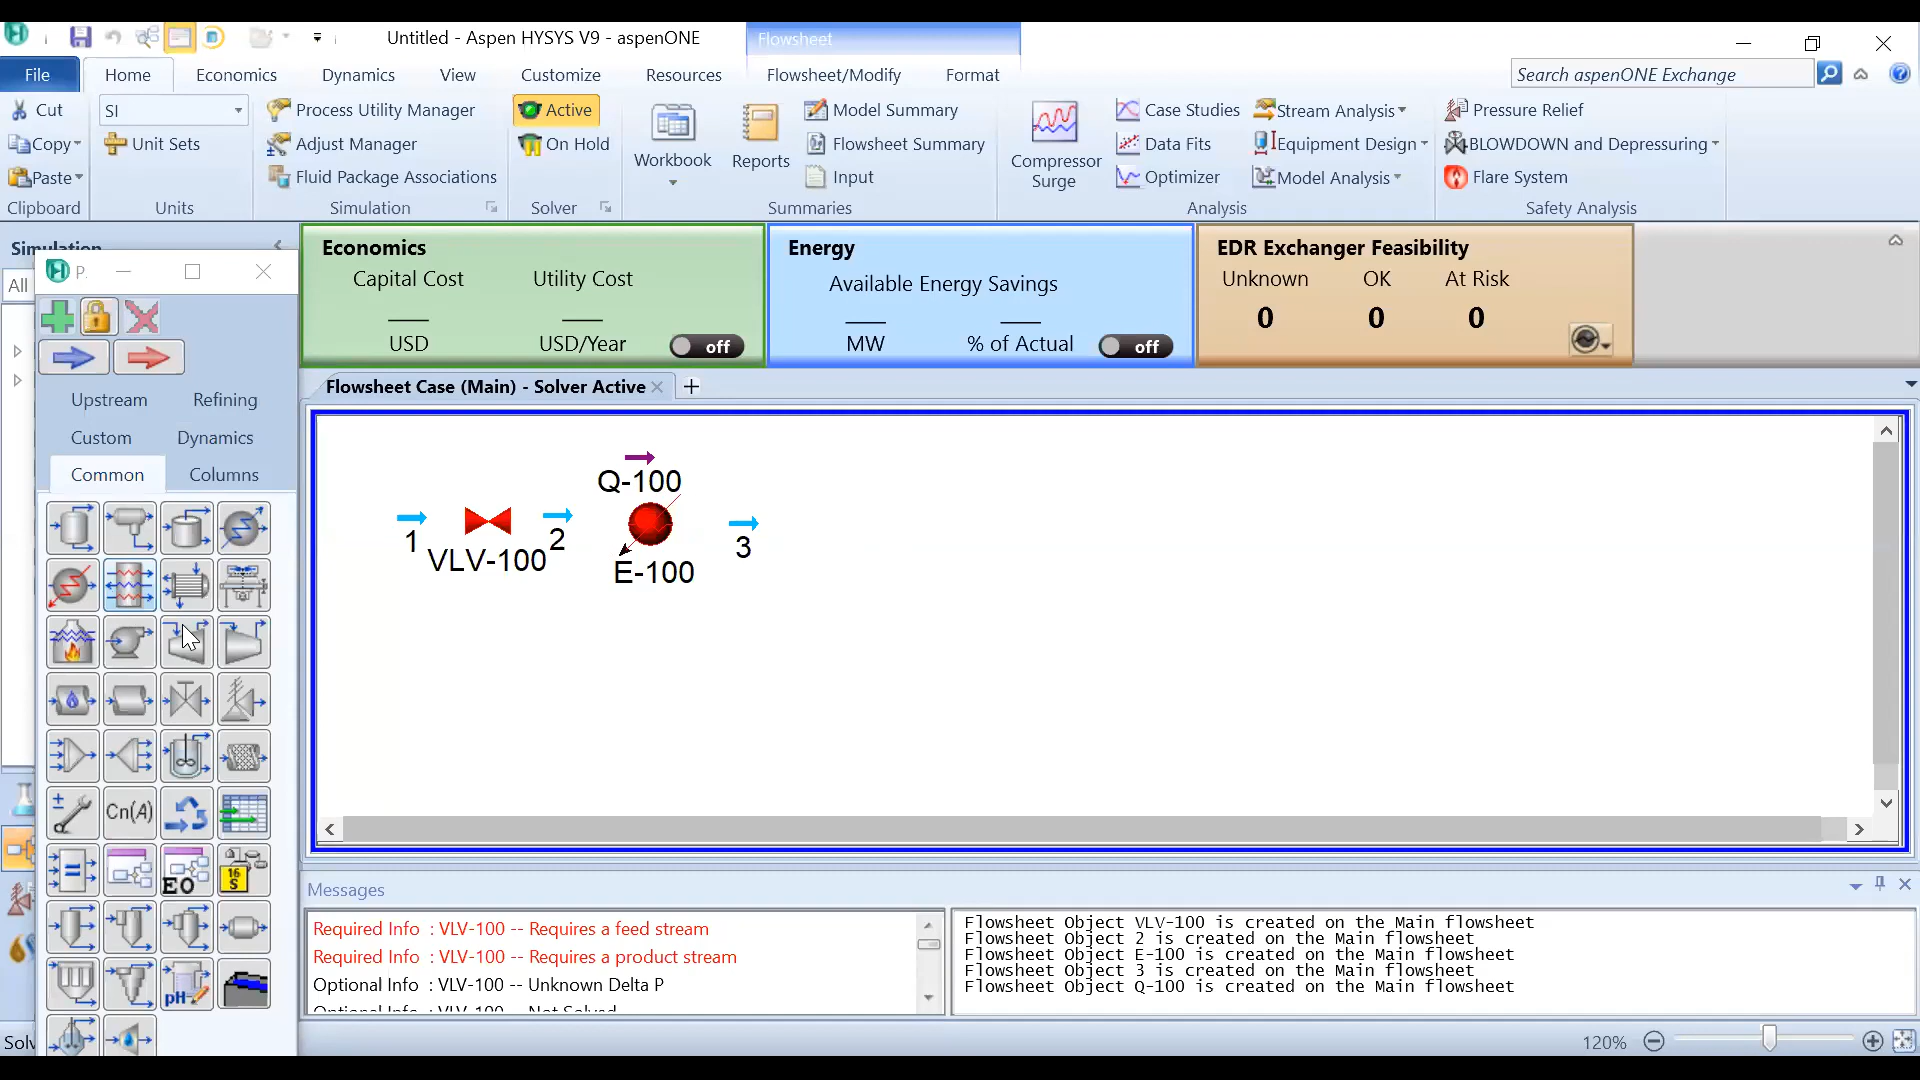 Untitled - Aspen HYSYS V9 - aspenONE
Flowsheet
File
Home
Economics
Dynamics
View
Customize
Resources
Flowsheet/Modify
Format
Search aspenONE Exchange
Cut
SI
Process Utility Manager
Active
Model Summary
Case Studies
Stream Analysis
Pressure Relief
Copy
Unit Sets
Adjust Manager
On Hold
Workbook
Reports
Flowsheet Summary
Compressor
Surge
Data Fits
Equipment Design
BLOWDOWN and Depressuring
Paste
Fluid Package Associations
Input
Optimizer
Model Analysis
Flare System
Clipboard
Units
Simulation
Solver
Summaries
Analysis
Safety Analysis
P.
All
Economics
Capital Cost
Utility Cost
USD
USD/Year
off
Energy
Available Energy Savings
MW
% of Actual
off
EDR Exchanger Feasibility
Unknown
OK
At Risk
0
0
0
Upstream
Refining
Custom
Dynamics
Common
Columns
Cn(A)
EO
16
S
pH
Flowsheet Case (Main) - Solver Active
Q-100
1
VLV-100
2
E-100
3
Messages
Required Info : VLV-100 -- Requires a feed stream
Required Info : VLV-100 -- Requires a product stream
Optional Info : VLV-100 -- Unknown Delta P
Optional Info : VLV-100 -- Not Solved
Flowsheet Object VLV-100 is created on the Main flowsheet
Flowsheet Object 2 is created on the Main flowsheet
Flowsheet Object E-100 is created on the Main flowsheet
Flowsheet Object 3 is created on the Main flowsheet
Flowsheet Object Q-100 is created on the Main flowsheet
Solv
120%